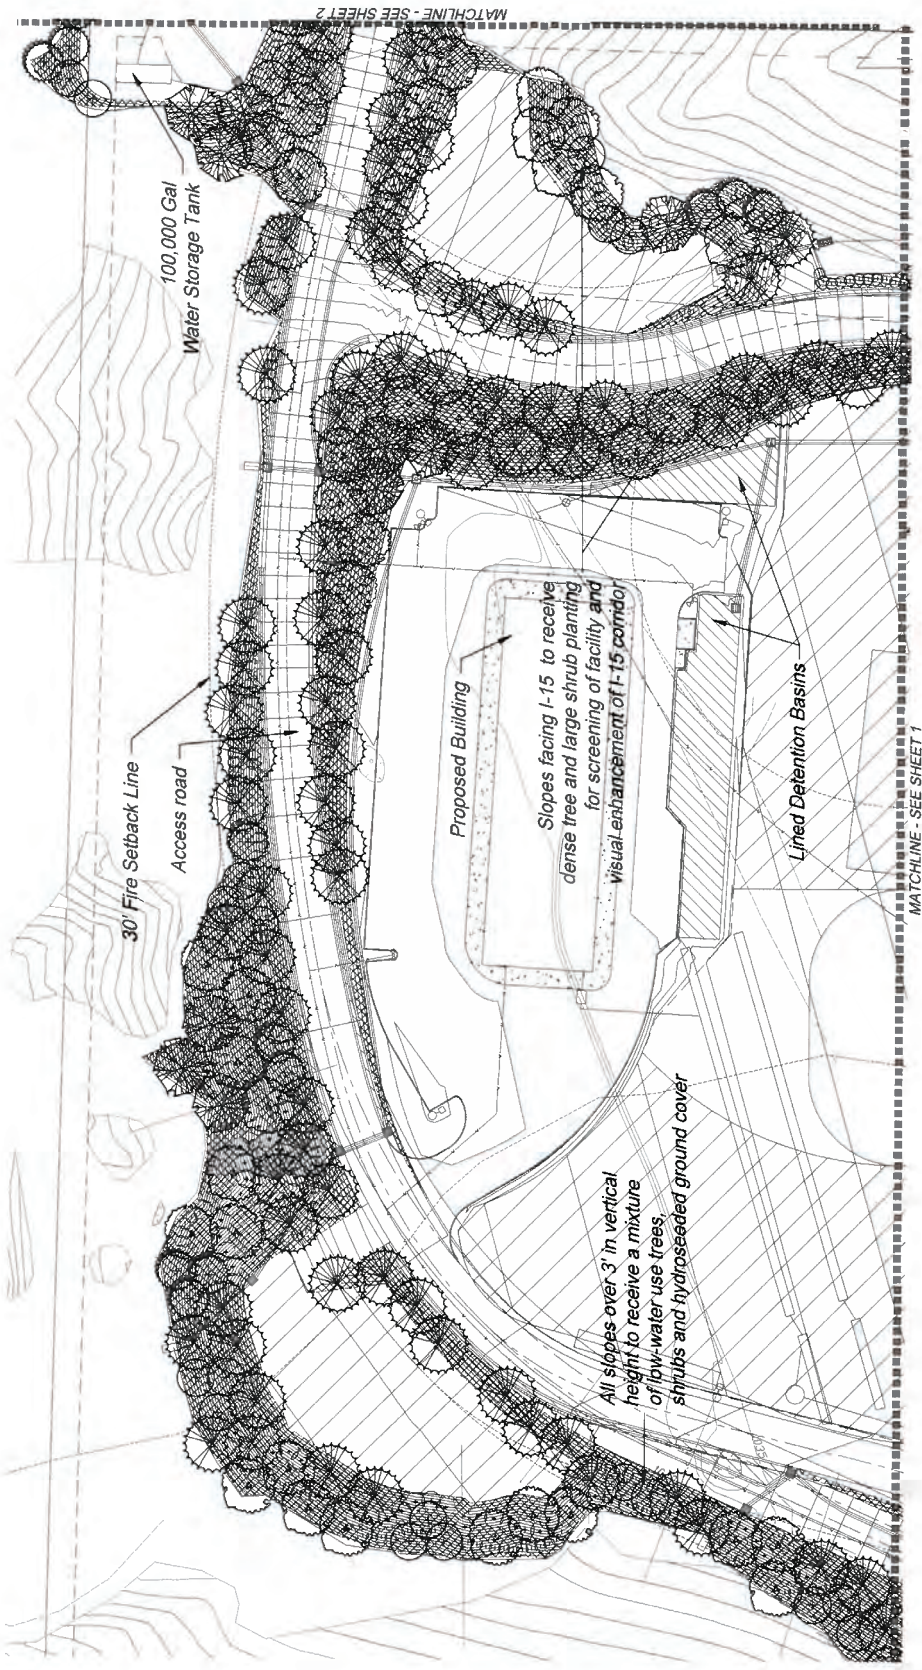 MATCHLINE - SEE SHEET 2
100,000 Gal
Water Storage Tank
30' Fire Setback Line
Access road
Proposed Building
Slopes facing I-15 to receive
dense tree and large shrub planting
for screening of facility and
visual enhancement of I-15 corridor
Lined Detention Basins
All slopes over 3' in vertical
height to receive a mixture
of low-water use trees,
shrubs and hydroseeded ground cover
1035
MATCHLINE - SEE SHEET 1